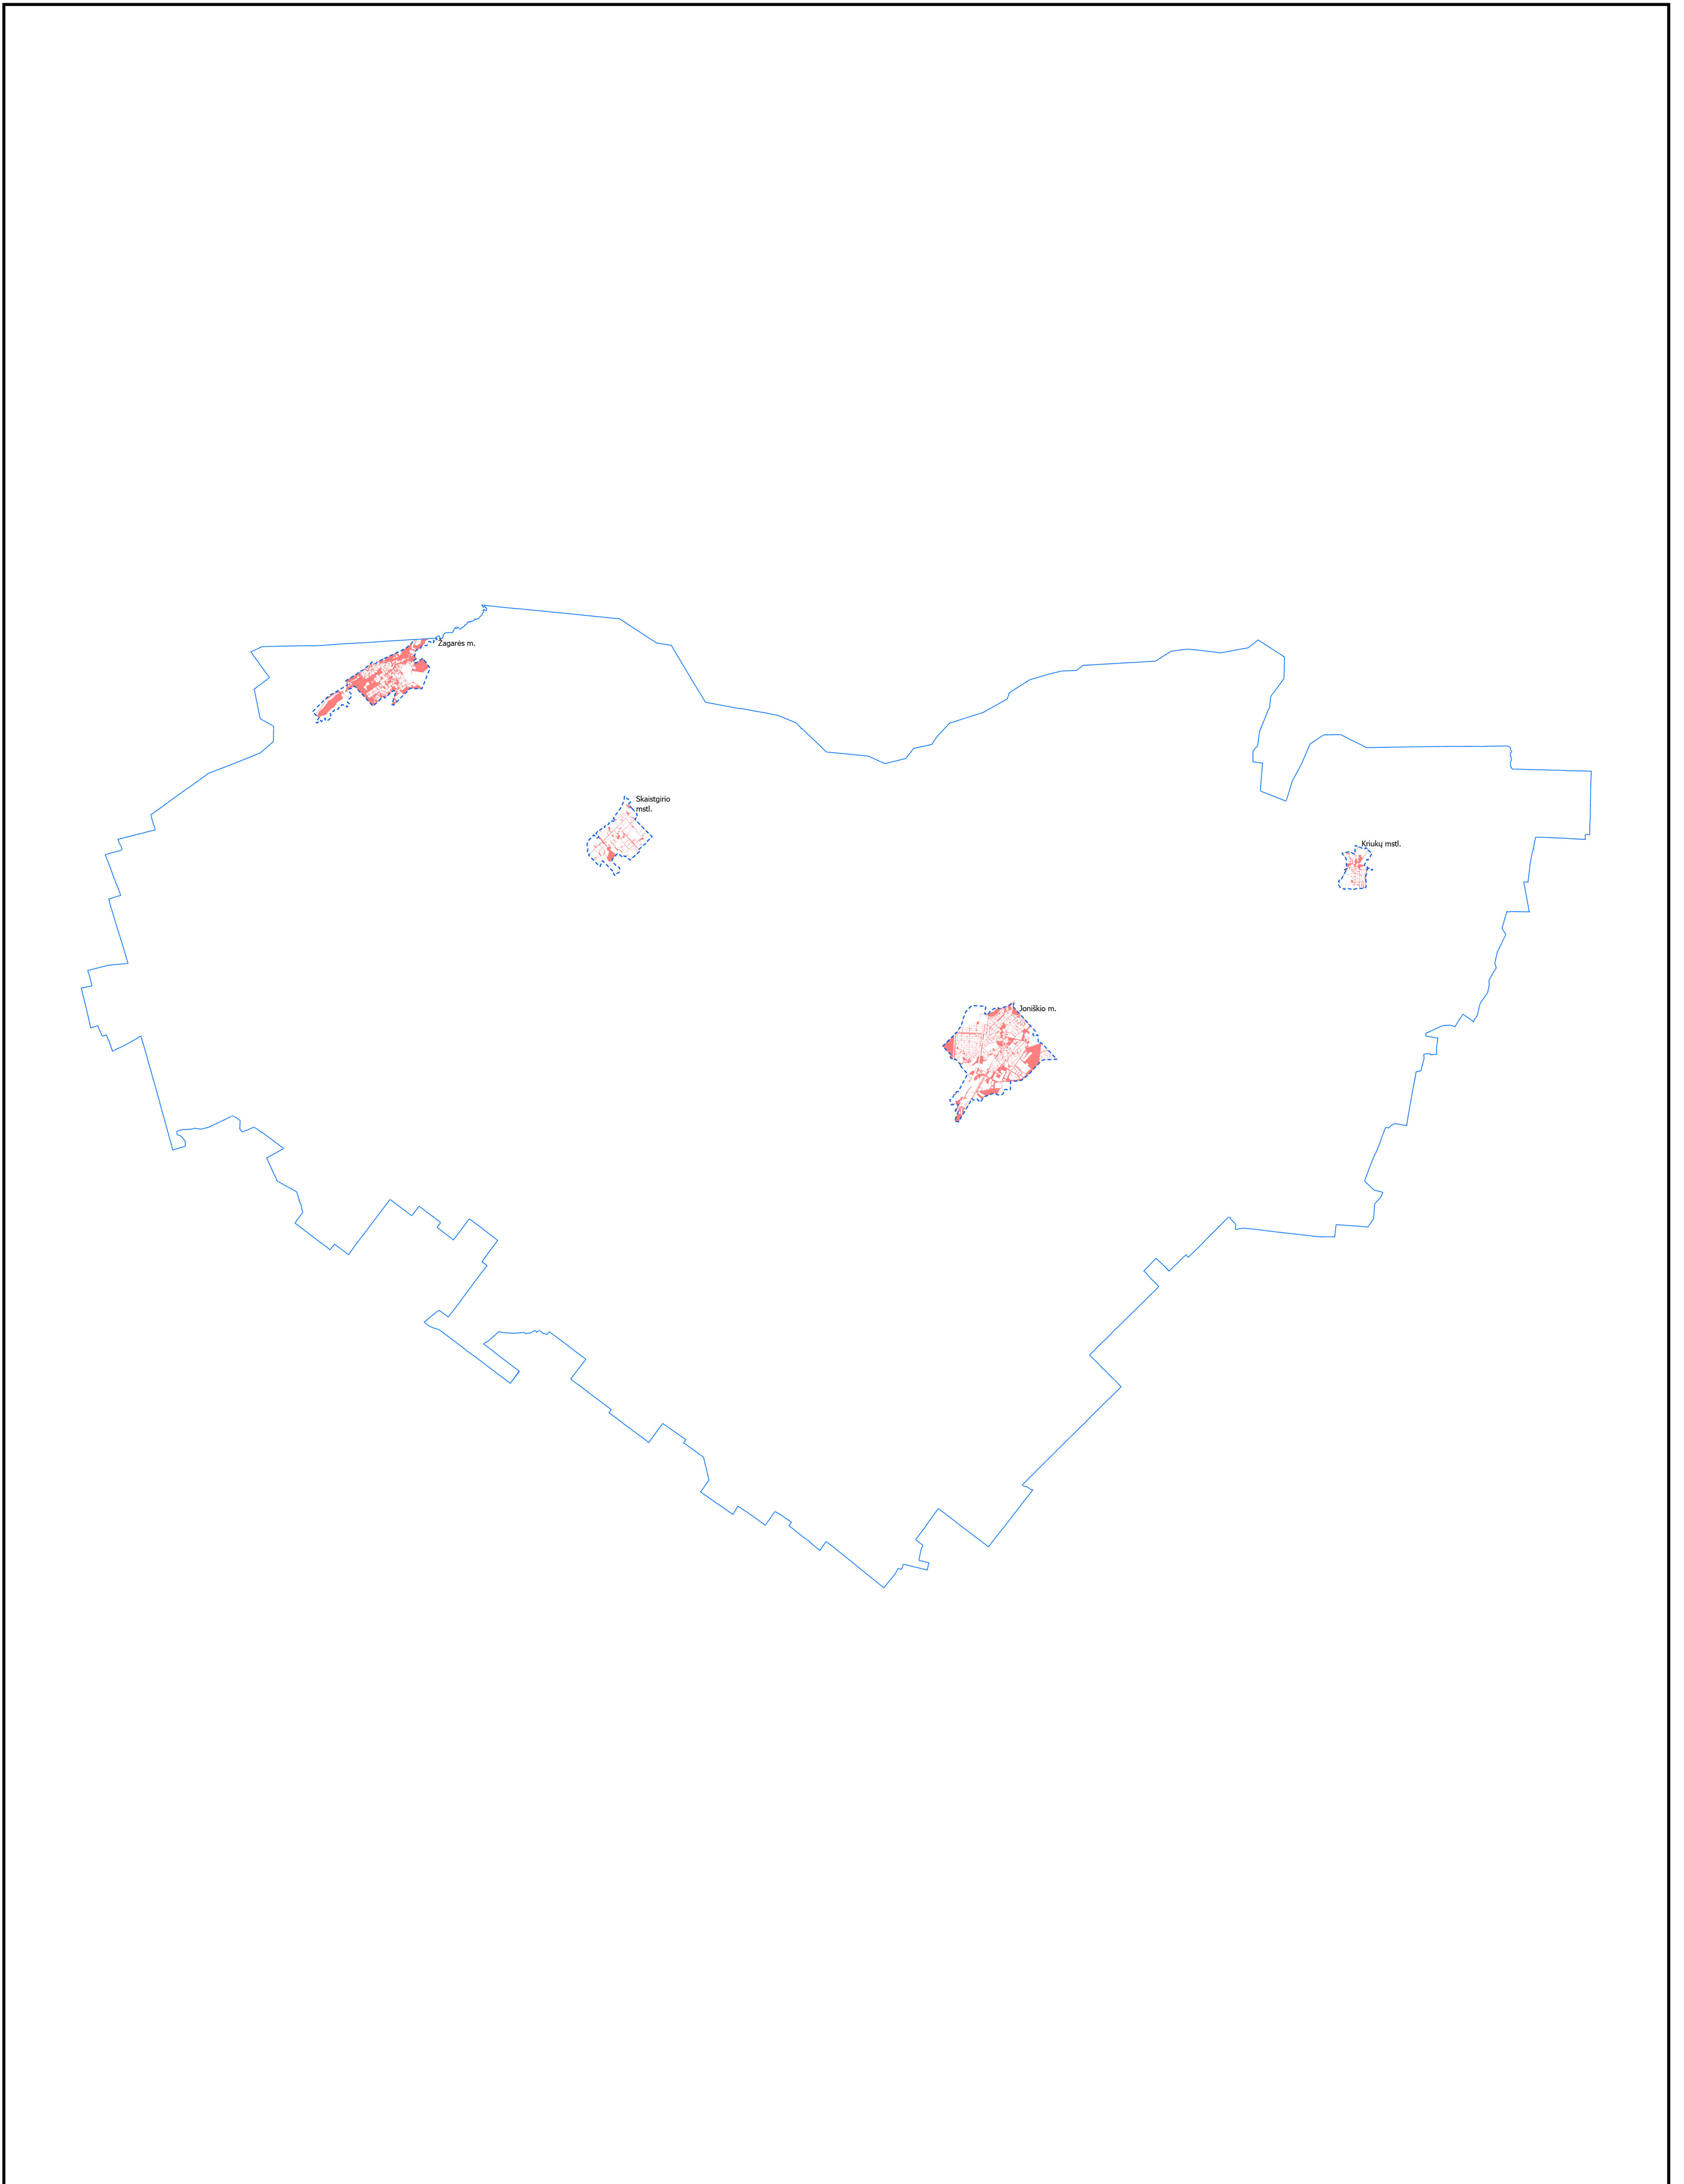 Žagarės m.
Skaistgirio
mstl.
Kriukų mstl.
Joniškio m.